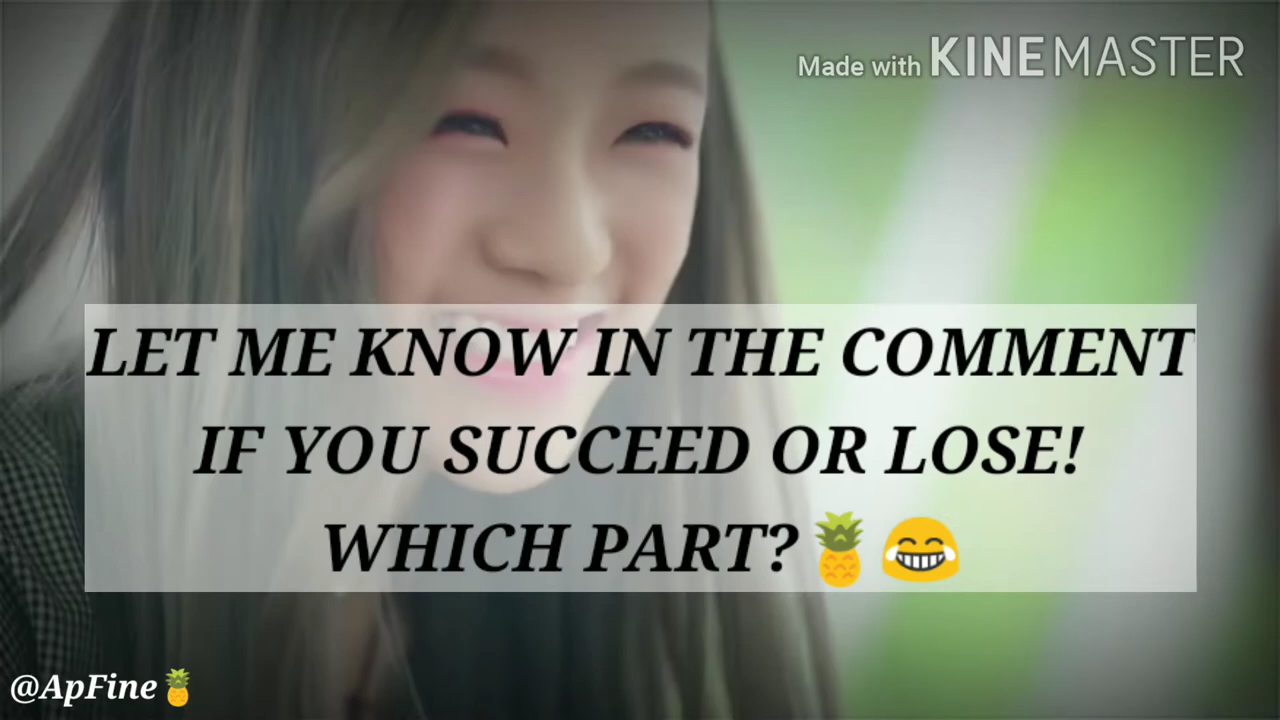 Made with KINEMASTER
LET ME KNOW IN THE COMMENT
IF YOU SUCCEED OR LOSE!
WHICH PART?🍍😂
@ApFine🍍